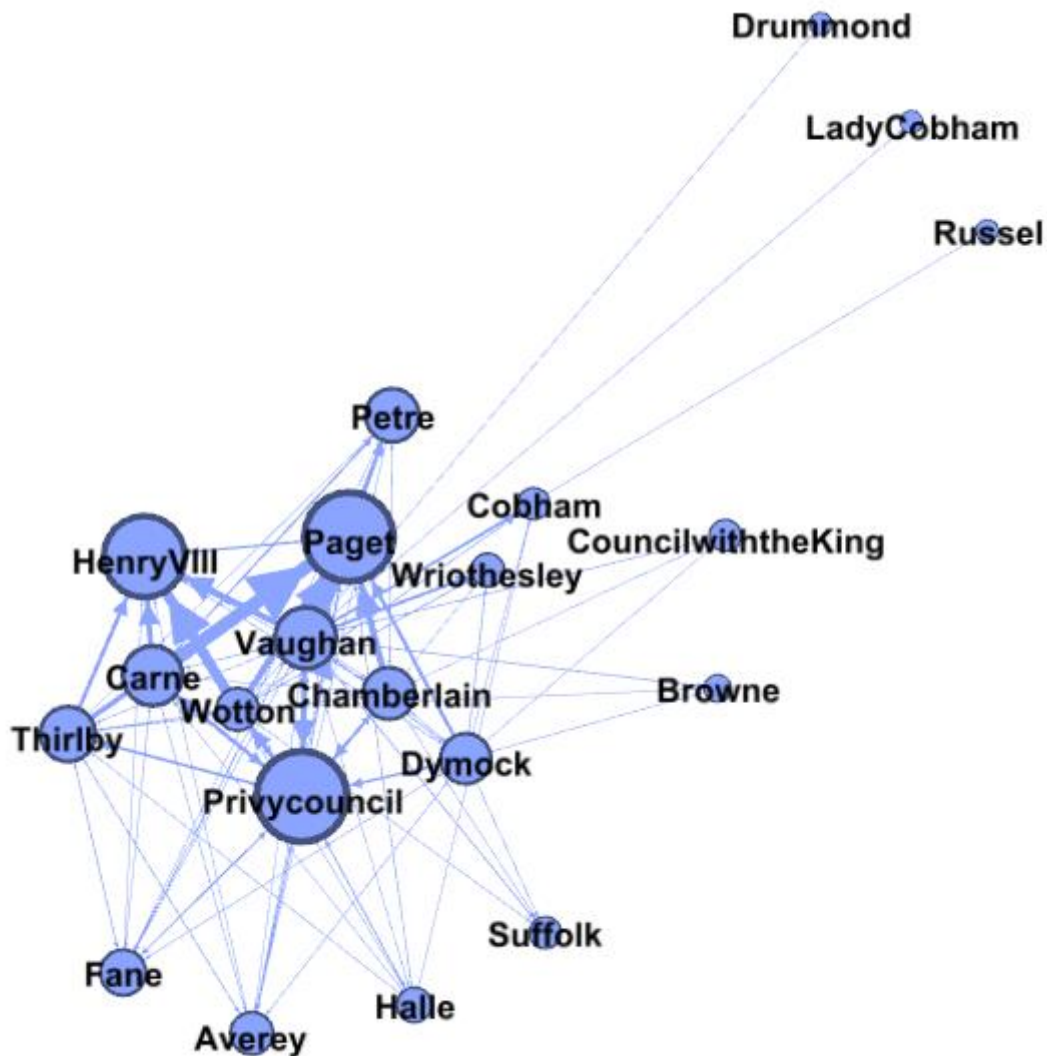 Drummond
LadyCobham
Russel
Petre
Cobham
Paget
CouncilwiththeKing
HenryVIII
Wriothesley
Vaughan
Carne
Chamberlain
Browne
Wotton
Thirlby
Dymock
Privycouncil
Suffolk
Fane
Halle
Averey